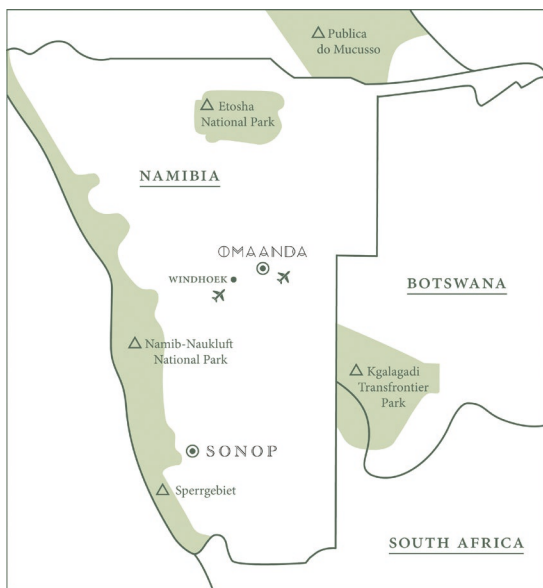 Publica
do Mucusso
Etosha
National Park
NAMIBIA
OMAANDA
WINDHOEK
BOTSWANA
Namib-Naukluft
National Park
Kgalagadi
Transfrontier
Park
SONOP
Sperrgebiet
SOUTH AFRICA